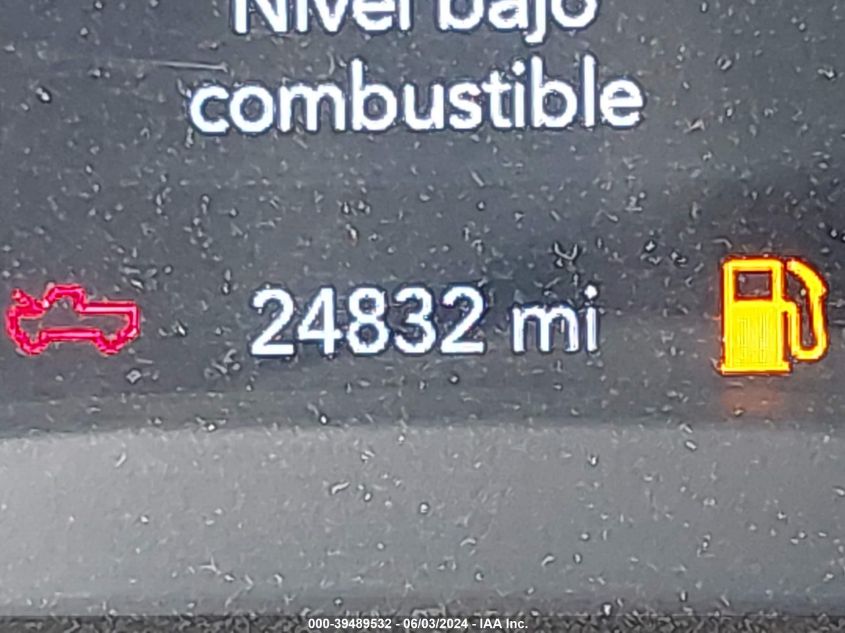 Nivel bajo
combustible
24832 mi
000-39489532 - 06/03/2024 - IAA Inc.